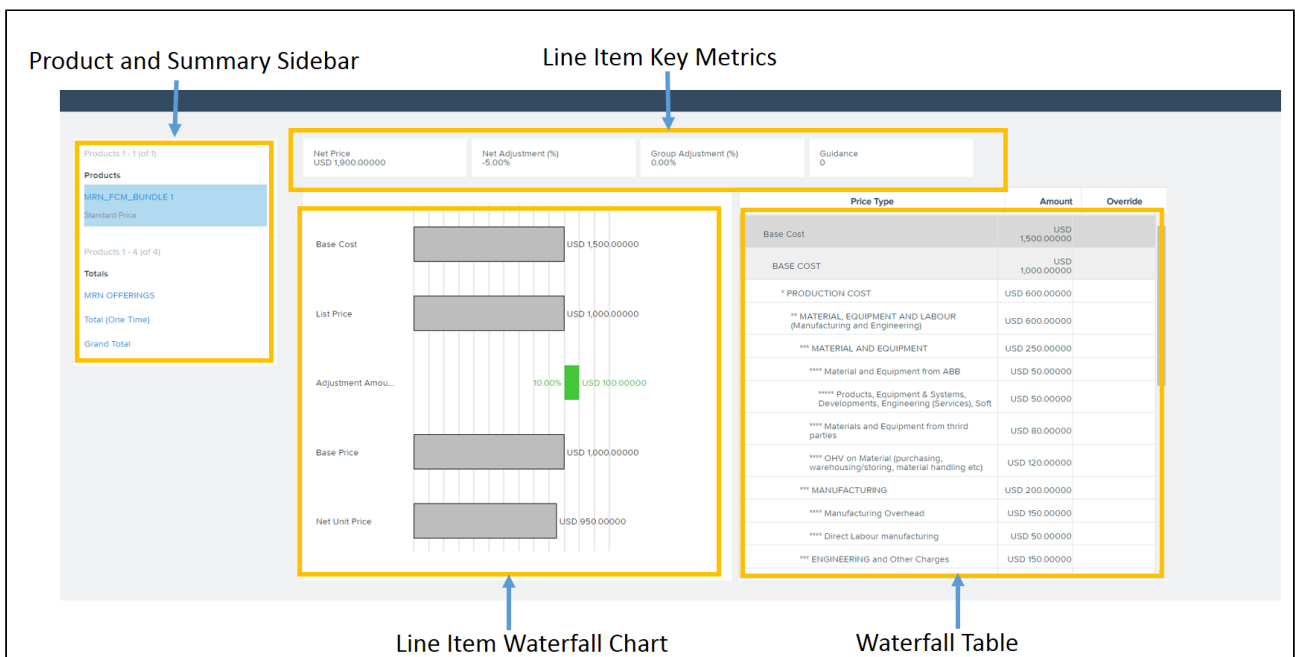 Product and Summary Sidebar
Line Item Key Metrics
Products 1 - 1 (of 1)
Products
MRN_FCM_BUNDLE 1
Standard Price
Products 1 - 4 (of 4)
Totals
MRN OFFERINGS
Total (One Time)
Grand Total
Net Price
USD 1,900.00000
Net Adjustment (%)
-5.00%
Group Adjustment (%)
0.00%
Guidance
0
Base Cost
USD 1,500.00000
List Price
USD 1,000.00000
Adjustment Amou...
10.00%
USD 100.00000
Base Price
USD 1,000.00000
Net Unit Price
USD 950.00000
Price Type
Amount
Override
Base Cost
USD
1,500.00000
BASE COST
USD
1,000.00000
* PRODUCTION COST
USD 600.00000
** MATERIAL, EQUIPMENT AND LABOUR
(Manufacturing and Engineering)
USD 600.00000
*** MATERIAL AND EQUIPMENT
USD 250.00000
**** Material and Equipment from ABB
USD 50.00000
***** Products, Equipment & Systems,
Developments, Engineering (Services), Soft
USD 50.00000
**** Materials and Equipment from thrird
parties
USD 80.00000
**** OHV on Material (purchasing,
warehousing/storing, material handling etc)
USD 120.00000
*** MANUFACTURING
USD 200.00000
**** Manufacturing Overhead
USD 150.00000
**** Direct Labour manufacturing
USD 50.00000
*** ENGINEERING and Other Charges
USD 150.00000
Line Item Waterfall Chart
Waterfall Table